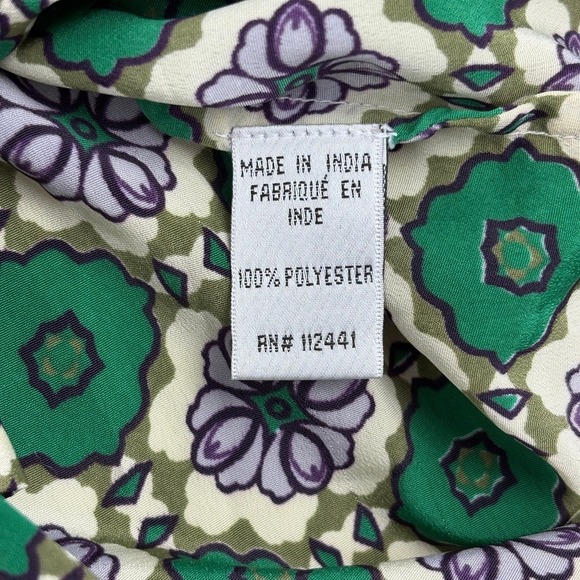 MADE IN INDIA
FABRIQUÉ EN
INDE
100% POLYESTER
RN# 112441